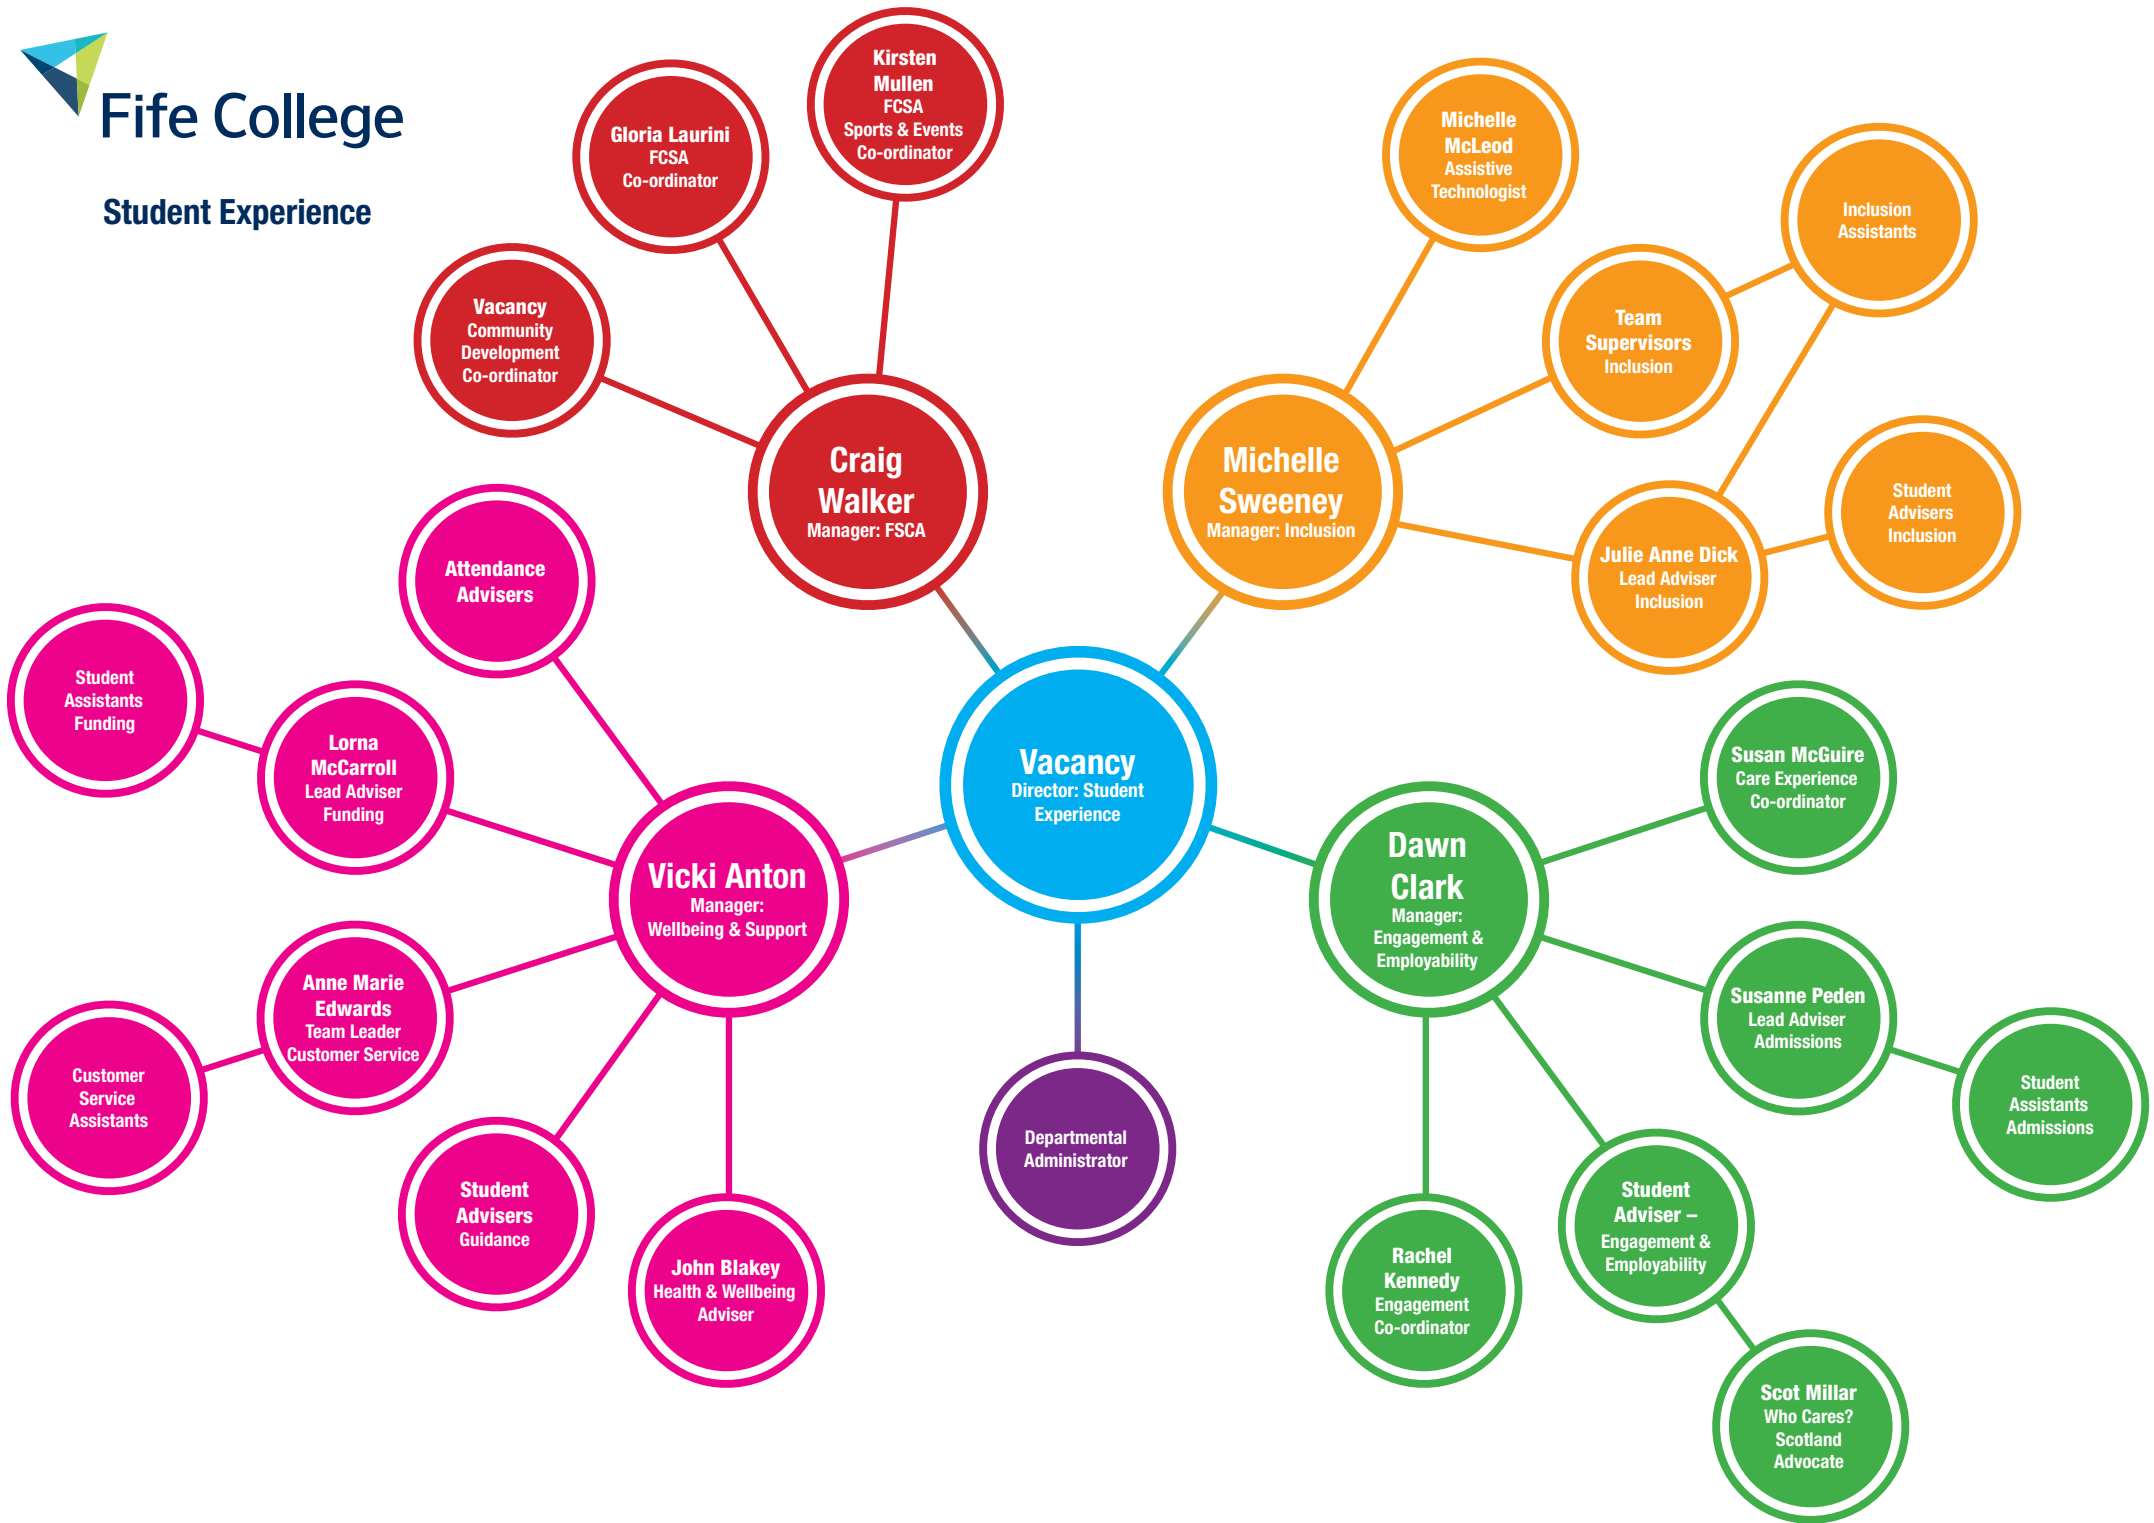 Fife College
Student Experience
Kirsten
Mullen
FCSA
Sports & Events
Co-ordinator
Gloria Laurini
FCSA
Co-ordinator
Vacancy
Community
Development
Co-ordinator
Craig
Walker
Manager: FSCA
Michelle
McLeod
Assistive
Technologist
Inclusion
Assistants
Team
Supervisors
Inclusion
Michelle
Sweeney
Manager: Inclusion
Student
Advisers
Inclusion
Julie Anne Dick
Lead Adviser
Inclusion
Attendance
Advisers
Student
Assistants
Funding
Lorna
McCarroll
Lead Adviser
Funding
Vicki Anton
Manager:
Wellbeing & Support
Anne Marie
Edwards
Team Leader
Customer Service
Customer
Service
Assistants
Student
Advisers
Guidance
John Blakey
Health & Wellbeing
Adviser
Vacancy
Director: Student
Experience
Departmental
Administrator
Dawn
Clark
Manager:
Engagement &
Employability
Susan McGuire
Care Experience
Co-ordinator
Susanne Peden
Lead Adviser
Admissions
Student
Assistants
Admissions
Student
Adviser –
Engagement &
Employability
Rachel
Kennedy
Engagement
Co-ordinator
Scot Millar
Who Cares?
Scotland
Advocate